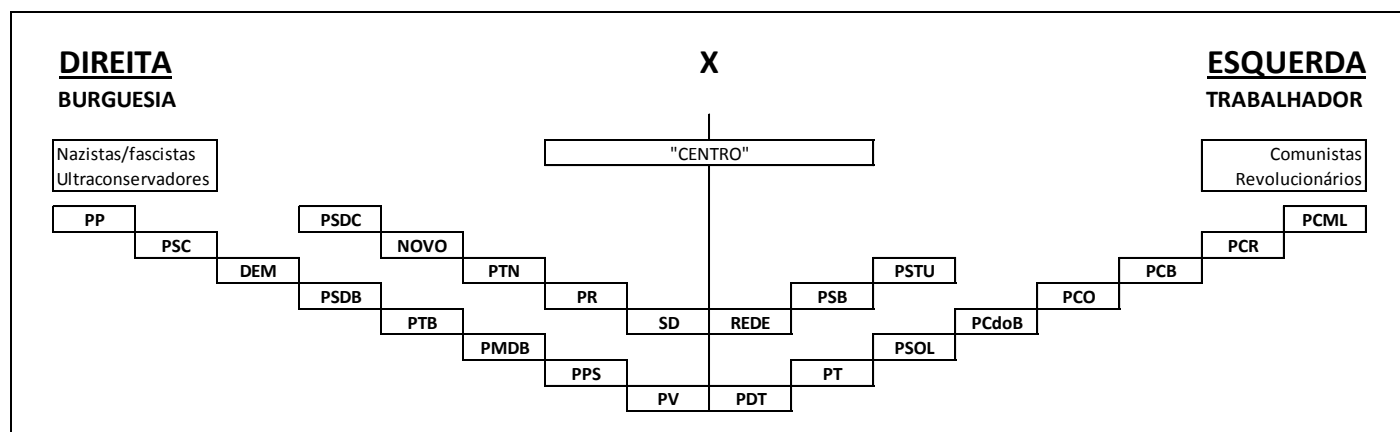 DIREITA X ESQUERDA
BURGUESIA TRABALHADOR
"CENTRO"
Nazistas/fascistas
Ultraconservadores
Comunistas
Revolucionários
PP PSDC PCML
PSC NOVO PCR
DEM PTN PSTU PCB
PSDB PR PSB PCO
PTB SD REDE PCdoB
PMDB PSOL
PPS PT
PV PDT